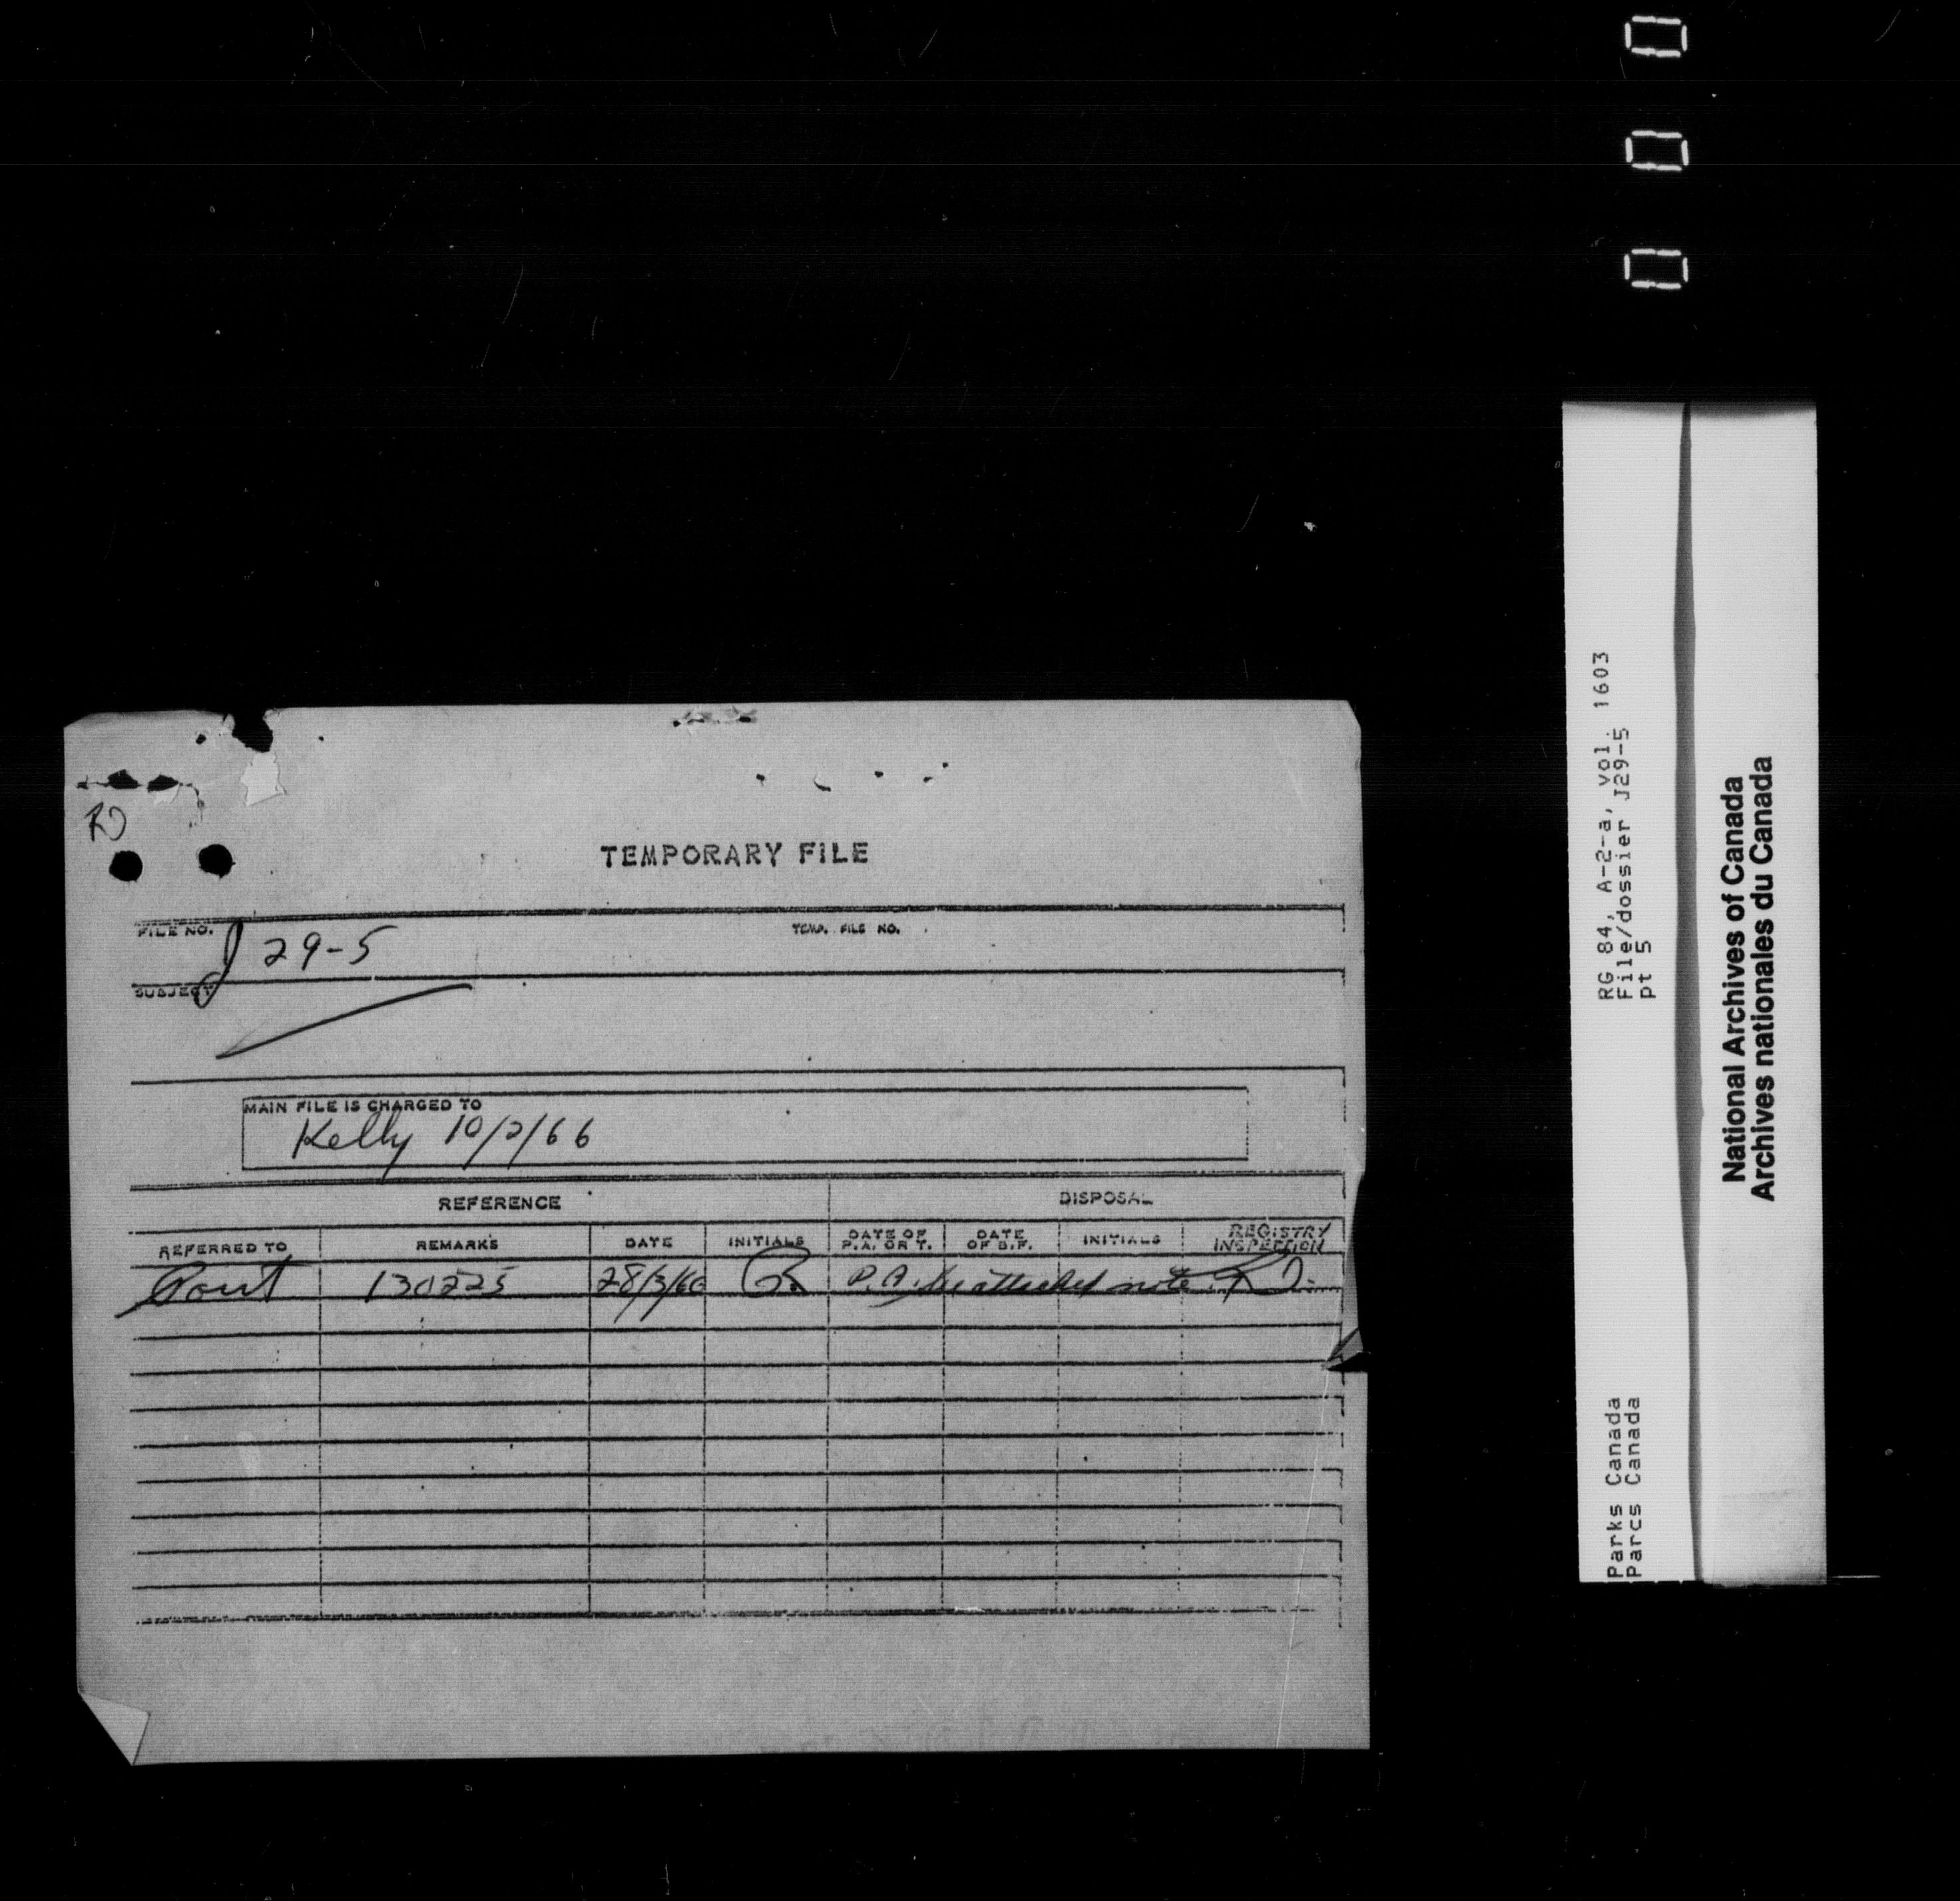 000
TEMPORARY FILE
FILE NO.
J 29-5
TEMP. FILE NO.
SUBJECT
MAIN FILE IS CHARGED TO
Kelly 10/2/66
REFERENCE
DISPOSAL
REFERRED TO
REMARKS
DATE
INITIALS
DATE OF
P.A. OR T.
DATE
OF B.F.
INITIALS
REGISTRY
INSPECTION
130225
28/3/66
P.A. attached note
RG 84, A-2-a, vol. 1603
File/dossier J29-5
pt 5
Parks Canada
Parcs Canada
National Archives of Canada
Archives nationales du Canada